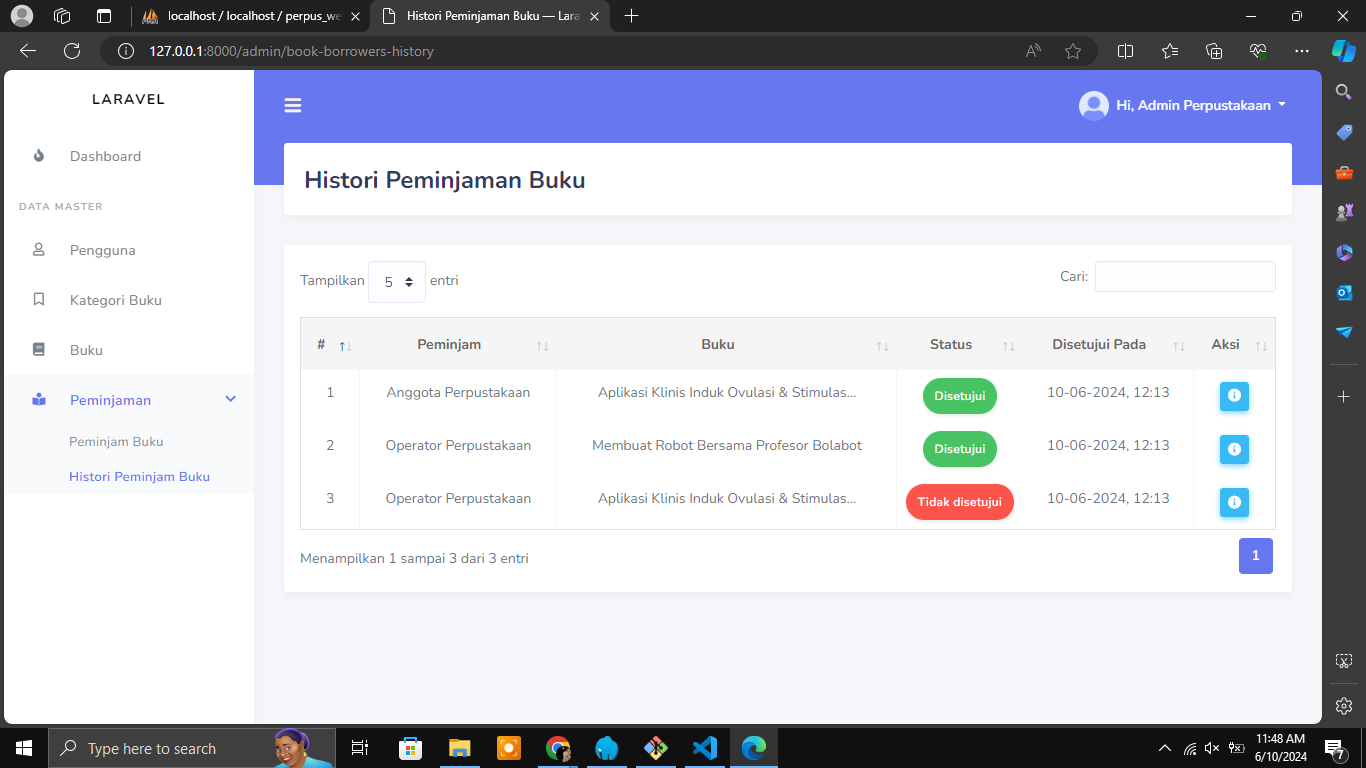 localhost / localhost / perpus_we
Histori Peminjaman Buku — Lara
127.0.0.1:8000/admin/book-borrowers-history
LARAVEL
Hi, Admin Perpustakaan
Dashboard
DATA MASTER
Pengguna
Kategori Buku
Buku
Peminjaman
Peminjam Buku
Histori Peminjam Buku
Histori Peminjaman Buku
Tampilkan 5 entri
Cari:
# Peminjam Buku Status Disetujui Pada Aksi
1 Anggota Perpustakaan Aplikasi Klinis Induk Ovulasi & Stimulas... Disetujui 10-06-2024, 12:13
2 Operator Perpustakaan Membuat Robot Bersama Profesor Bolabot Disetujui 10-06-2024, 12:13
3 Operator Perpustakaan Aplikasi Klinis Induk Ovulasi & Stimulas... Tidak disetujui 10-06-2024, 12:13
Menampilkan 1 sampai 3 dari 3 entri
1
Type here to search
11:48 AM
6/10/2024
7